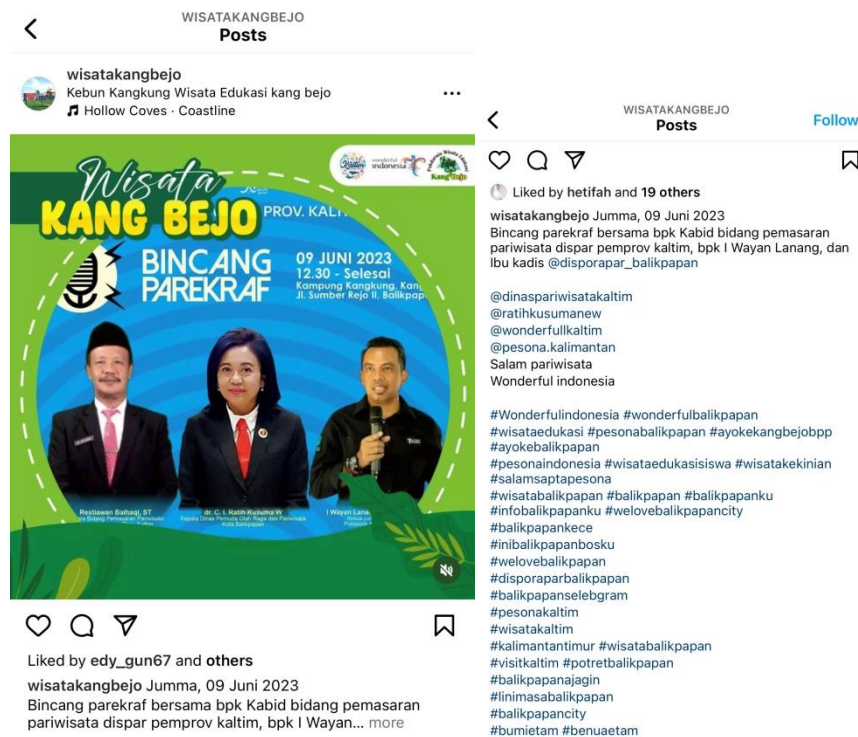 WISATAKANGBEJO
Posts
wisatakangbejo
Kebun Kangkung Wisata Edukasi kang bejo
Hollow Coves · Coastline
wonderful
indonesia
Kang Bejo
Wisata
KANG BEJO
PROV. KALT
BINCANG
PAREKRAF
09 JUNI 2023
12.30 - Selesai
Kampung Kangkung, Kang
Jl. Sumber Rejo II, Balikpap
Restiawan Baihaqi, ST
Bidang Pemasaran Pariwisata
dr. C. I. Ratih Kusuma W
Kepala Dinas Pemuda Olah Raga dan Pariwisata
Kota Balikpapan
I Wayan Lana
Liked by edy_gun67 and others
wisatakangbejo Jumma, 09 Juni 2023
Bincang parekraf bersama bpk Kabid bidang pemasaran
pariwisata dispar pemprov kaltim, bpk I Wayan... more
WISATAKANGBEJO
Posts
Follow
Liked by hetifah and 19 others
wisatakangbejo Jumma, 09 Juni 2023
Bincang parekraf bersama bpk Kabid bidang pemasaran
pariwisata dispar pemprov kaltim, bpk I Wayan Lanang, dan
Ibu kadis @disporapar_balikpapan
@dinaspariwisatakaltim
@ratihkusumanew
@wonderfullkaltim
@pesona.kalimantan
Salam pariwisata
Wonderful indonesia
#Wonderfulindonesia #wonderfulbalikpapan
#wisataedukasi #pesonabalikpapan #ayokekangbejobpp
#ayokebalikpapan
#pesonaindonesia #wisataedukasisiswa #wisatakekinian
#salamsaptapesona
#wisatabalikpapan #balikpapan #balikpapanku
#infobalikpapanku #welovebalikpapancity
#balikpapankece
#inibalikpapanbosku
#welovebalikpapan
#disporaparbalikpapan
#balikpapanselebgram
#pesonakaltim
#wisatakaltim
#kalimantantimur #wisatabalikpapan
#visitkaltim #potretbalikpapan
#balikpapanajagin
#linimasabalikpapan
#balikpapancity
#bumietam #benuaetam